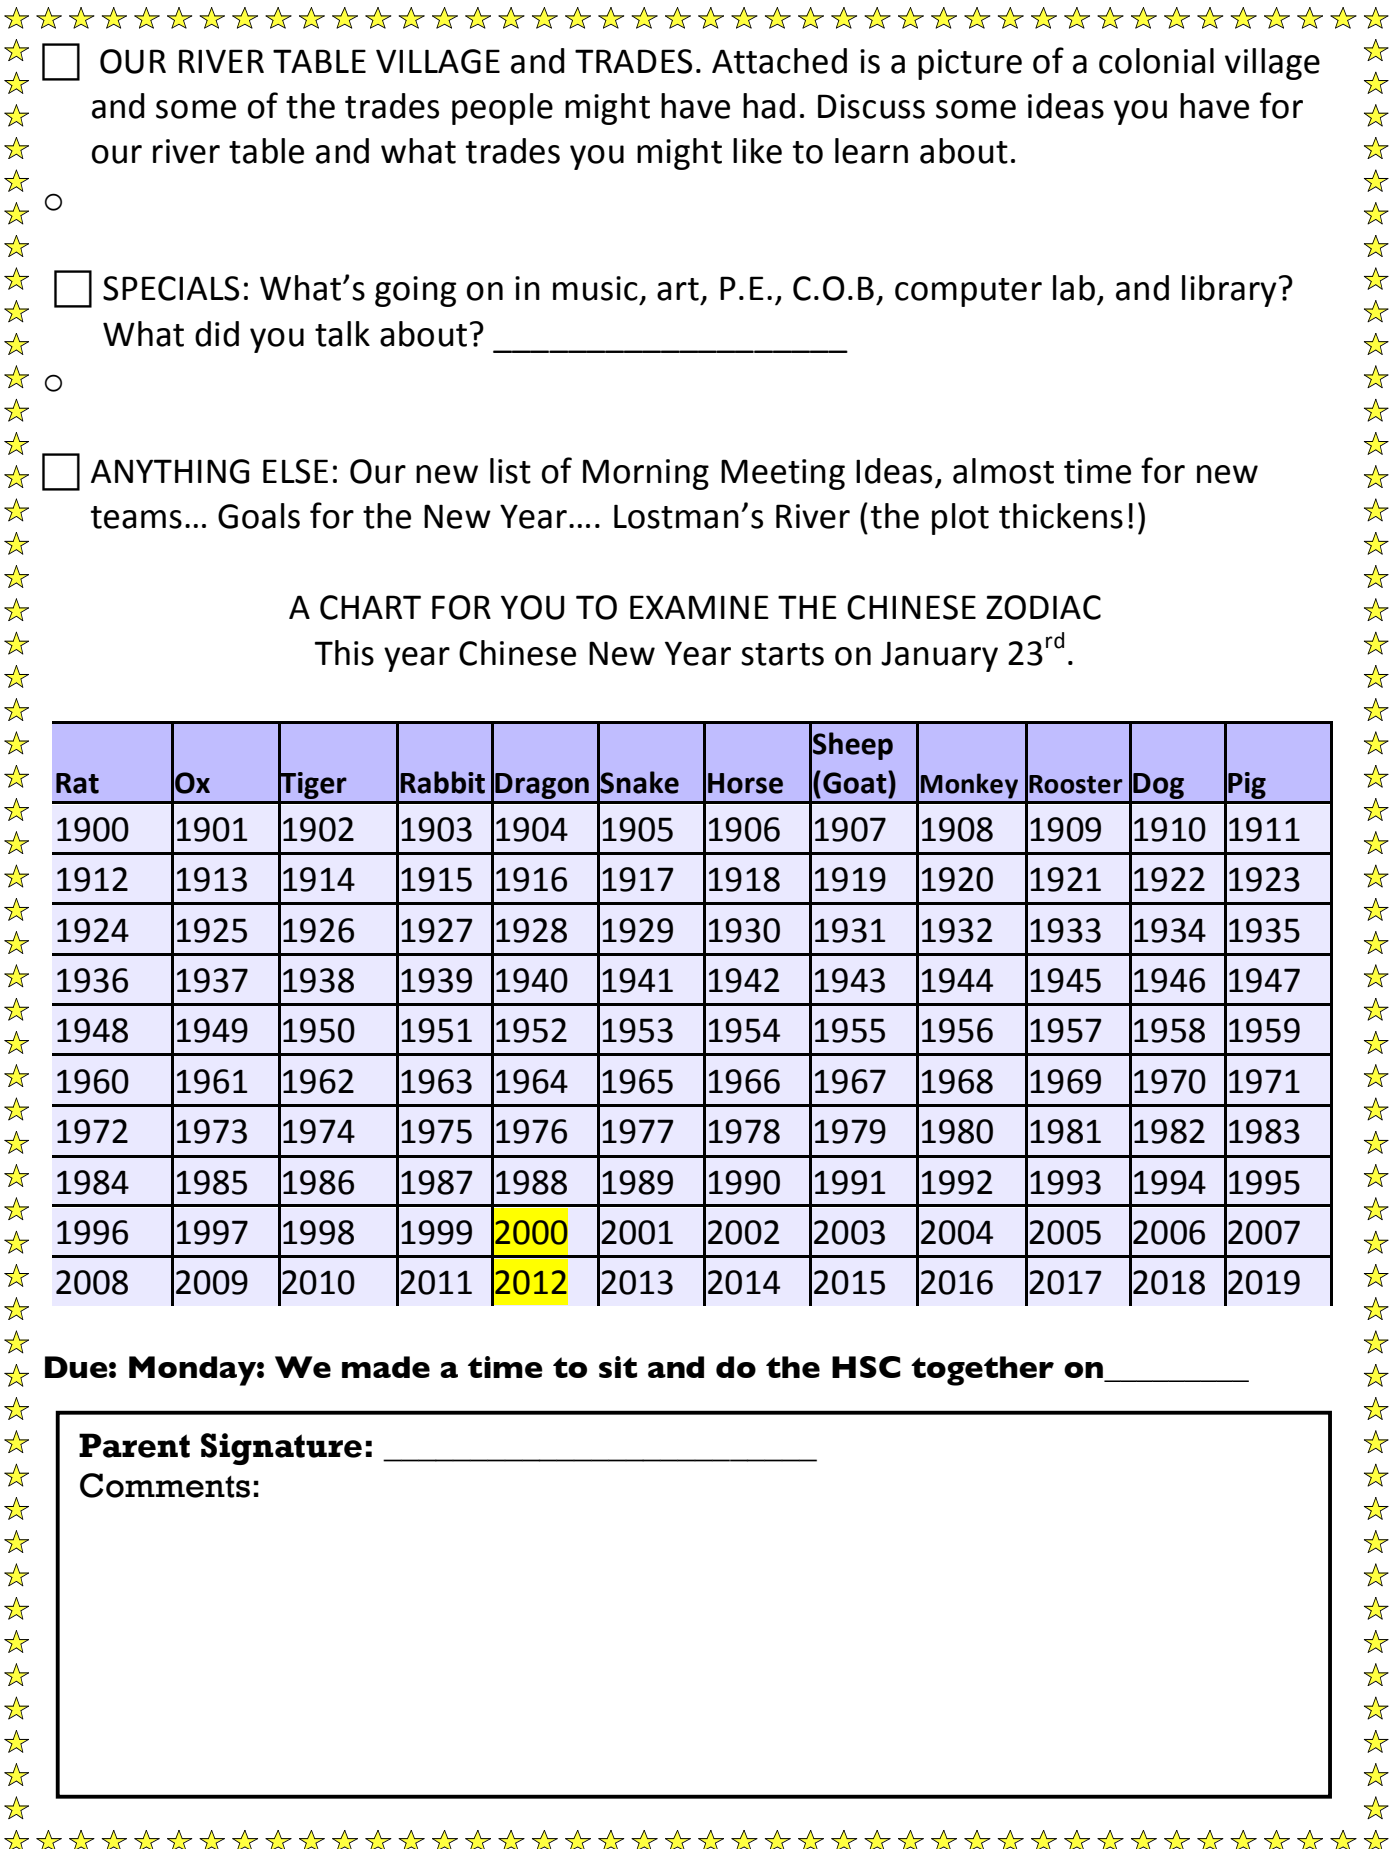 OUR RIVER TABLE VILLAGE and TRADES. Attached is a picture of a colonial village
and some of the trades people might have had. Discuss some ideas you have for
our river table and what trades you might like to learn about.
SPECIALS: What’s going on in music, art, P.E., C.O.B, computer lab, and library?
What did you talk about? ___________________
ANYTHING ELSE: Our new list of Morning Meeting Ideas, almost time for new
teams… Goals for the New Year…. Lostman’s River (the plot thickens!)
A CHART FOR YOU TO EXAMINE THE CHINESE ZODIAC
This year Chinese New Year starts on January 23rd.
Rat Ox Tiger Rabbit Dragon Snake Horse Sheep (Goat) Monkey Rooster Dog Pig
1900 1901 1902 1903 1904 1905 1906 1907 1908 1909 1910 1911
1912 1913 1914 1915 1916 1917 1918 1919 1920 1921 1922 1923
1924 1925 1926 1927 1928 1929 1930 1931 1932 1933 1934 1935
1936 1937 1938 1939 1940 1941 1942 1943 1944 1945 1946 1947
1948 1949 1950 1951 1952 1953 1954 1955 1956 1957 1958 1959
1960 1961 1962 1963 1964 1965 1966 1967 1968 1969 1970 1971
1972 1973 1974 1975 1976 1977 1978 1979 1980 1981 1982 1983
1984 1985 1986 1987 1988 1989 1990 1991 1992 1993 1994 1995
1996 1997 1998 1999 2000 2001 2002 2003 2004 2005 2006 2007
2008 2009 2010 2011 2012 2013 2014 2015 2016 2017 2018 2019
Due: Monday: We made a time to sit and do the HSC together on_________
Parent Signature: ________________________
Comments: